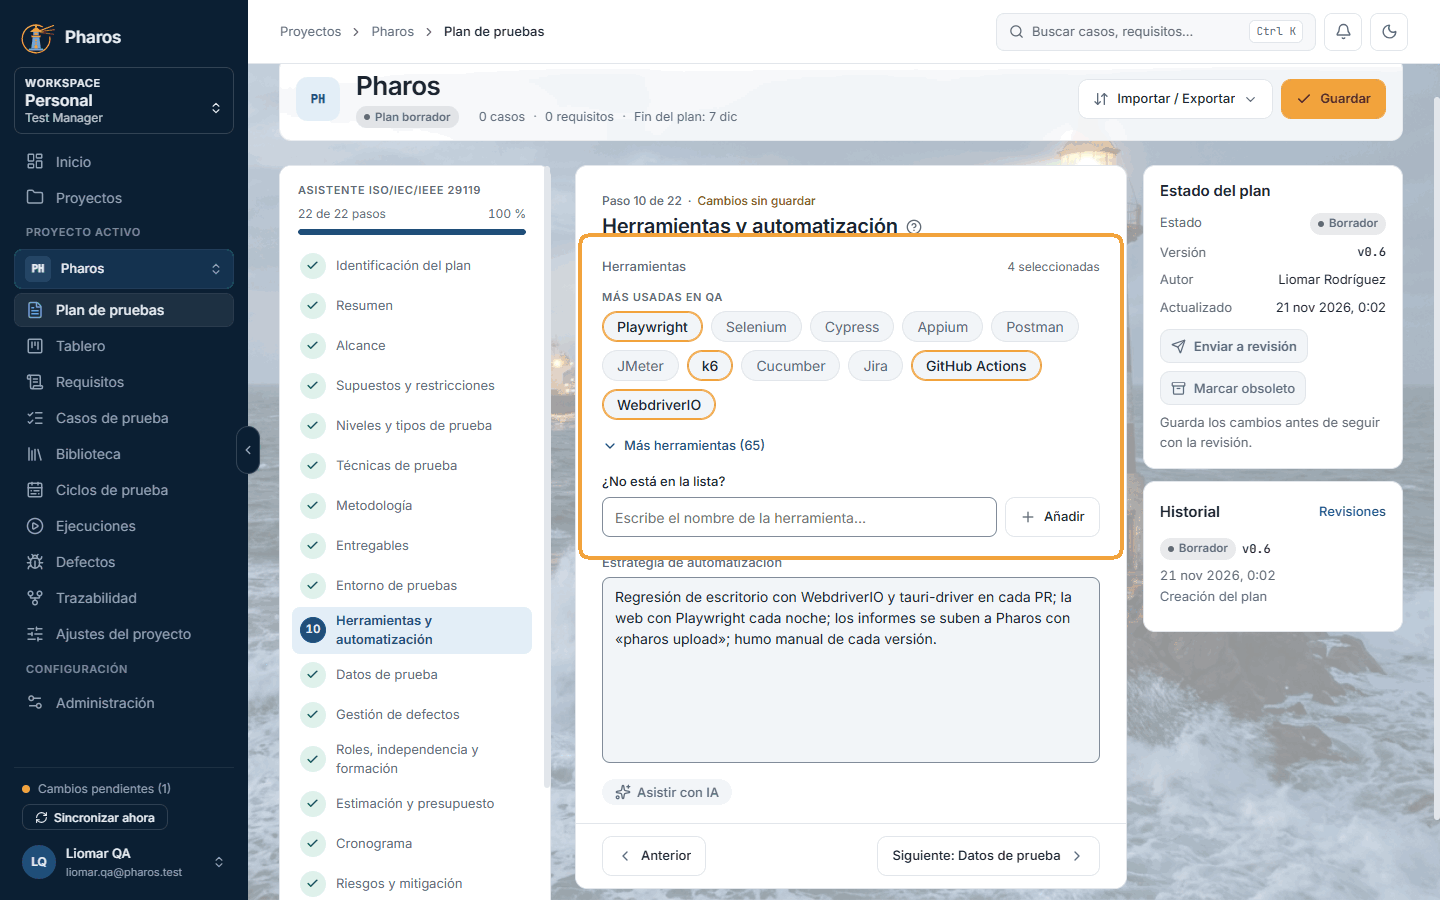 Pharos
WORKSPACE
Personal
Test Manager
Inicio
Proyectos
PROYECTO ACTIVO
PH Pharos
Plan de pruebas
Tablero
Requisitos
Casos de prueba
Biblioteca
Ciclos de prueba
Ejecuciones
Defectos
Trazabilidad
Ajustes del proyecto
CONFIGURACIÓN
Administración
Cambios pendientes (1)
Sincronizar ahora
LQ
Liomar QA
liomar.qa@pharos.test
Proyectos > Pharos > Plan de pruebas
Buscar casos, requisitos... Ctrl K
PH
Pharos
Plan borrador 0 casos · 0 requisitos · Fin del plan: 7 dic
Importar / Exportar
Guardar
ASISTENTE ISO/IEC/IEEE 29119
22 de 22 pasos 100 %
Identificación del plan
Resumen
Alcance
Supuestos y restricciones
Niveles y tipos de prueba
Técnicas de prueba
Metodología
Entregables
Entorno de pruebas
10 Herramientas y
automatización
Datos de prueba
Gestión de defectos
Roles, independencia y
formación
Estimación y presupuesto
Cronograma
Riesgos y mitigación
Paso 10 de 22 · Cambios sin guardar
Herramientas y automatización
Herramientas 4 seleccionadas
MÁS USADAS EN QA
Playwright Selenium Cypress Appium Postman
JMeter k6 Cucumber Jira GitHub Actions
WebdriverIO
Más herramientas (65)
¿No está en la lista?
Escribe el nombre de la herramienta...
Añadir
Estrategia de automatización
Regresión de escritorio con WebdriverIO y tauri-driver en cada PR; la
web con Playwright cada noche; los informes se suben a Pharos con
«pharos upload»; humo manual de cada versión.
Asistir con IA
Anterior
Siguiente: Datos de prueba
Estado del plan
Estado Borrador
Versión v0.6
Autor Liomar Rodríguez
Actualizado 21 nov 2026, 0:02
Enviar a revisión
Marcar obsoleto
Guarda los cambios antes de seguir
con la revisión.
Historial Revisiones
Borrador v0.6
21 nov 2026, 0:02
Creación del plan